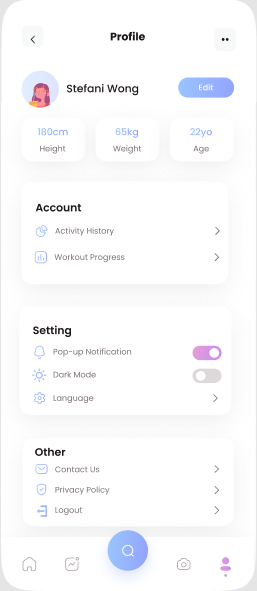 Profile
Stefani Wong
Edit
180cm
65kg
22yo
Height
Weight
Age
Account
Activity History
Workout Progress
Setting
Pop-up Notification
Dark Mode
Language
Other
Contact Us
Privacy Policy
Logout